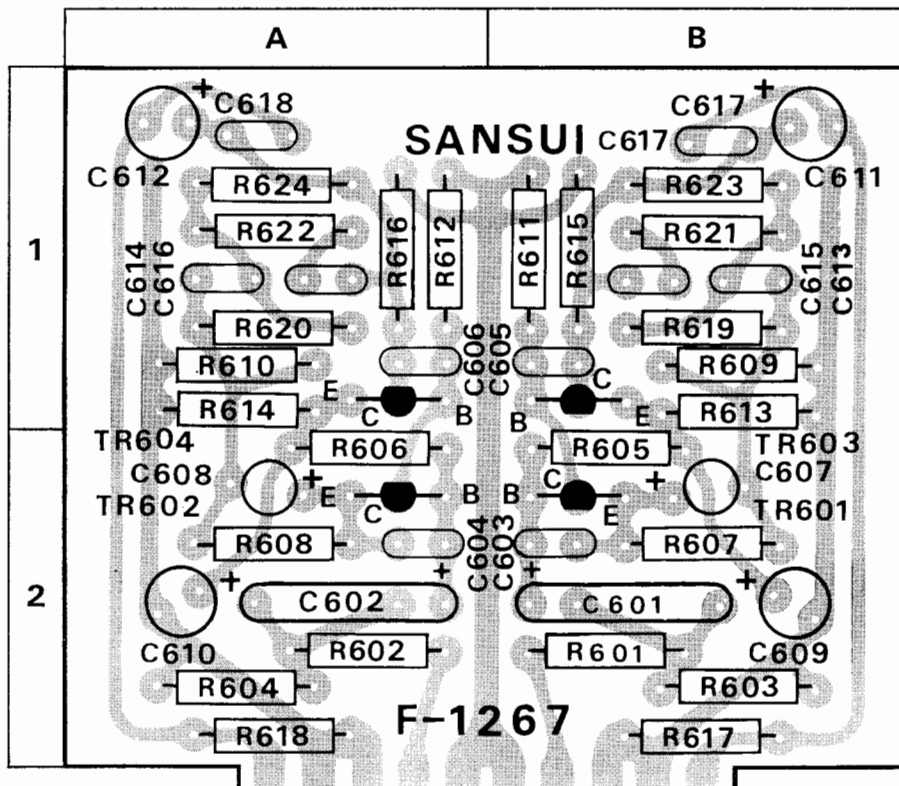 A B
1
2
+ C618 C617 +
SANSUI C617
C612 R624 R623 C611
R622 R616 R612 R611 R615 R621
C614 C616 C615 C613
R620 R619
R610 C606 C605 R609
R614 E C B B C E R613
TR604 R606 R605 TR603
C608 + + C607
TR602 E C B B C E TR601
R608 C604 C603 R607
+ C602 + + C601 +
C610 R602 R601 C609
R604 R603
F-1267
R618 R617